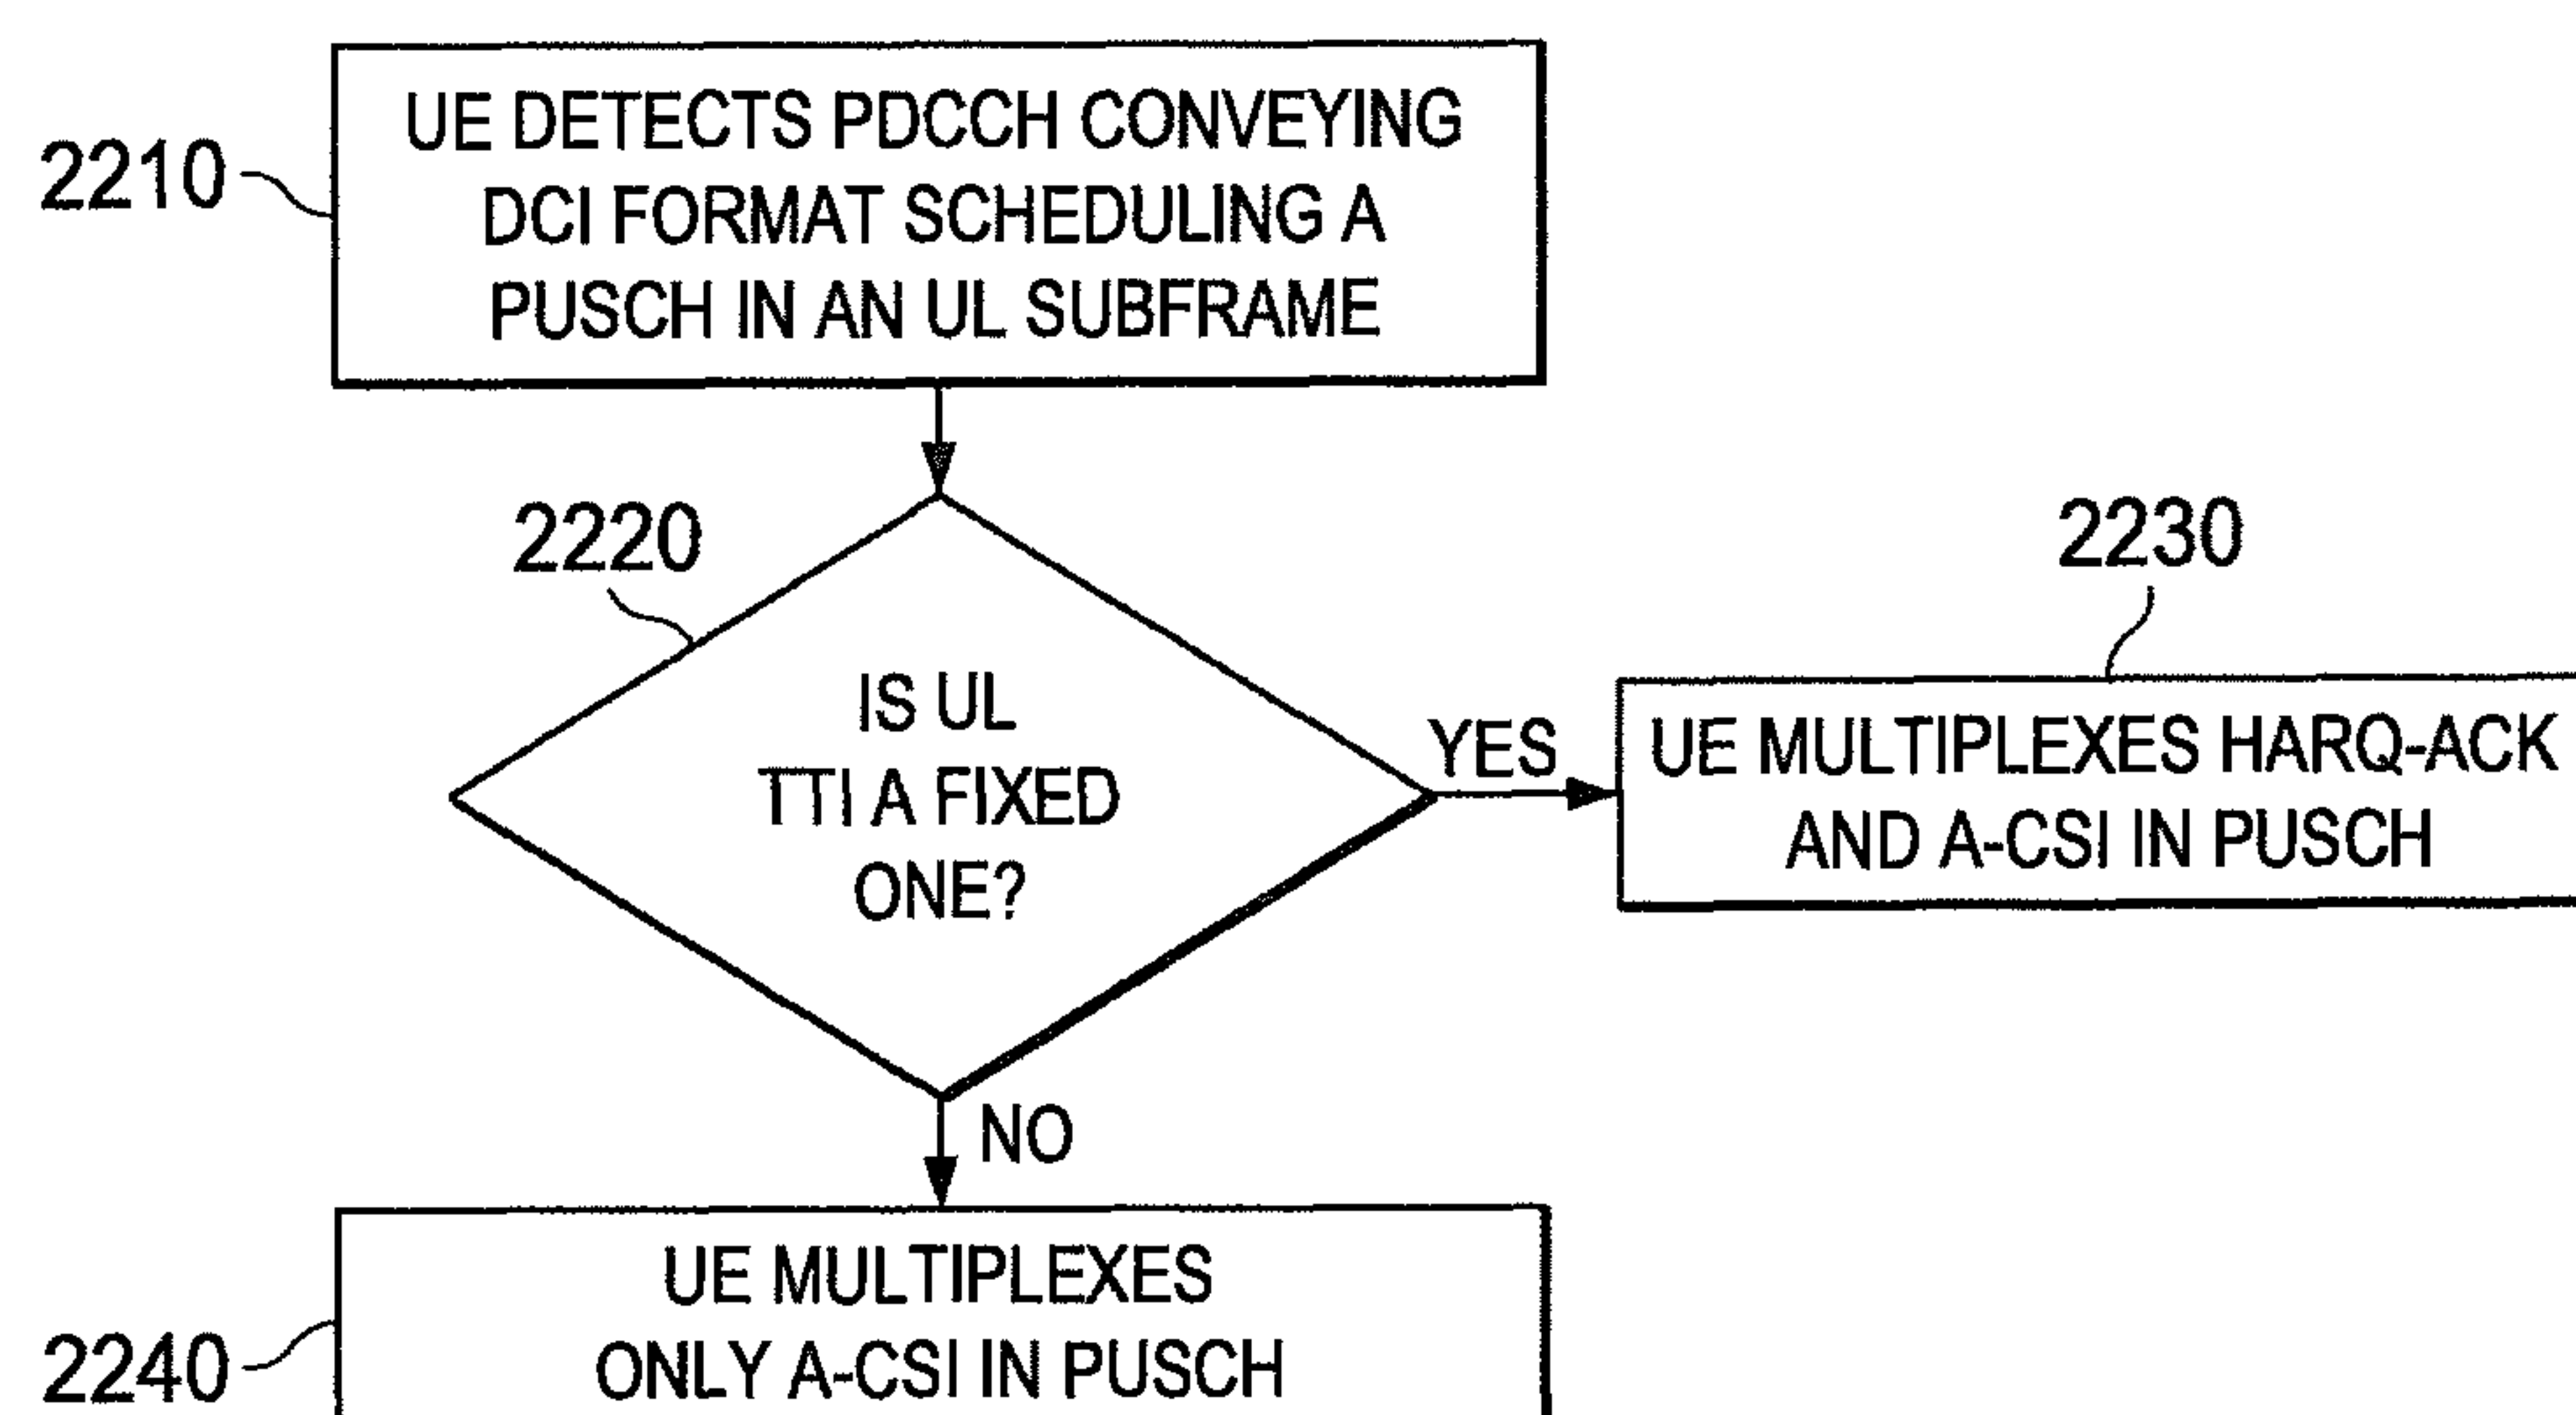 2210
UE DETECTS PDCCH CONVEYING
DCI FORMAT SCHEDULING A
PUSCH IN AN UL SUBFRAME
2220
IS UL
TTI A FIXED
ONE?
YES
2230
UE MULTIPLEXES HARQ-ACK
AND A-CSI IN PUSCH
NO
2240
UE MULTIPLEXES
ONLY A-CSI IN PUSCH